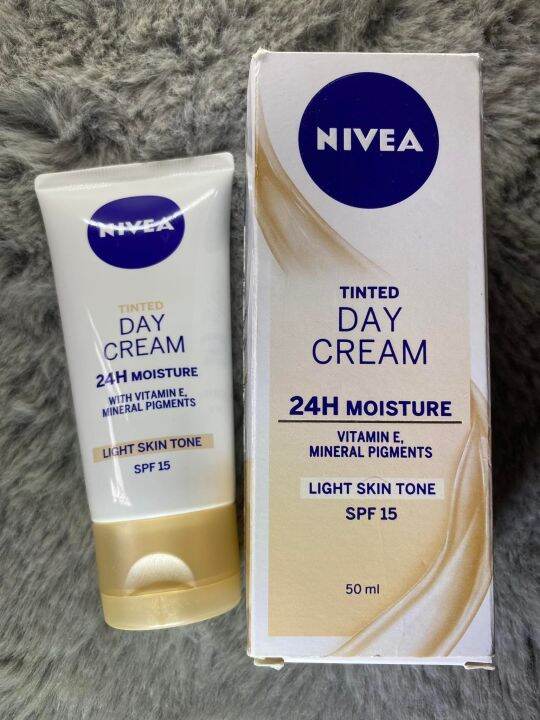 NIVEA
TINTED
DAY
CREAM
24H MOISTURE
WITH VITAMIN E,
MINERAL PIGMENTS
LIGHT SKIN TONE
SPF 15
NIVEA
TINTED
DAY
CREAM
24H MOISTURE
VITAMIN E,
MINERAL PIGMENTS
LIGHT SKIN TONE
SPF 15
50 ml